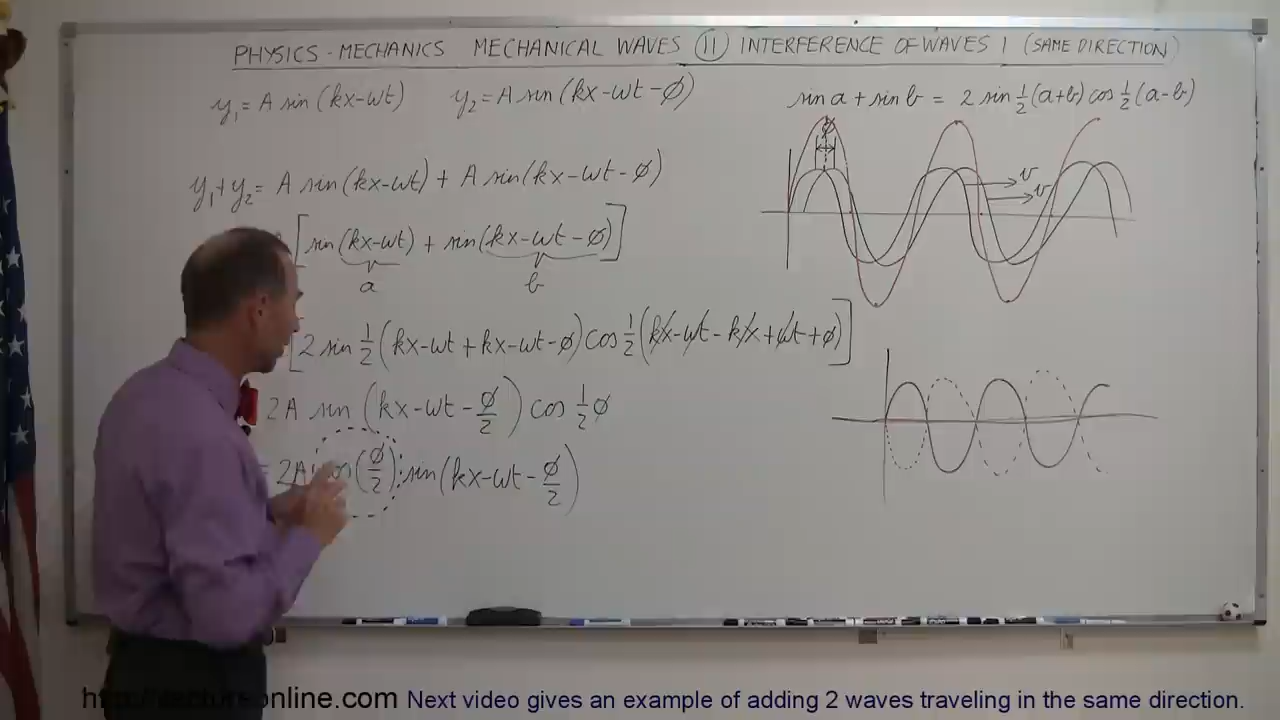 PHYSICS - MECHANICS MECHANICAL WAVES (11) INTERFERENCE OF WAVES 1 (SAME DIRECTION)
y₁ = A sin (kx-ωt) y₂ = A sin (kx-ωt-ø)
sin a + sin b = 2 sin ½ (a+b) cos ½ (a-b)
ø
y₁+y₂ = A sin (kx-ωt) + A sin (kx-ωt-ø)
v
v
[sin (kx-ωt) + sin (kx-ωt-ø)]
a b
[2 sin ½ (kx-ωt+kx-ωt-ø) cos ½ (kx-ωt-kx+ωt+ø)]
2A sin (kx-ωt-ø/2) cos ½ ø
= 2A cos (ø/2) sin (kx-ωt-ø/2)
Next video gives an example of adding 2 waves traveling in the same direction.